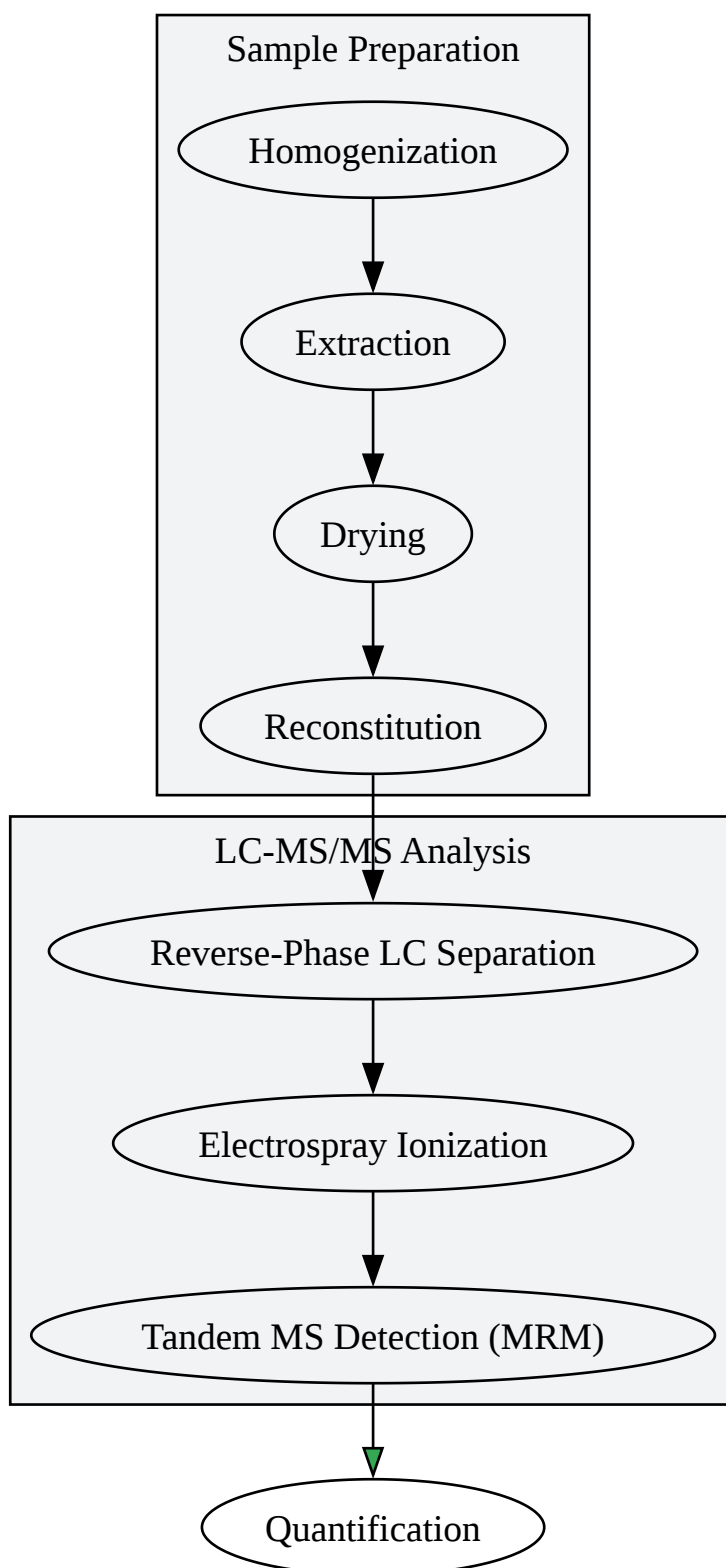 Sample Preparation
Homogenization
Extraction
Drying
Reconstitution
LC-MS/MS Analysis
Reverse-Phase LC Separation
Electrospray Ionization
Tandem MS Detection (MRM)
Quantification